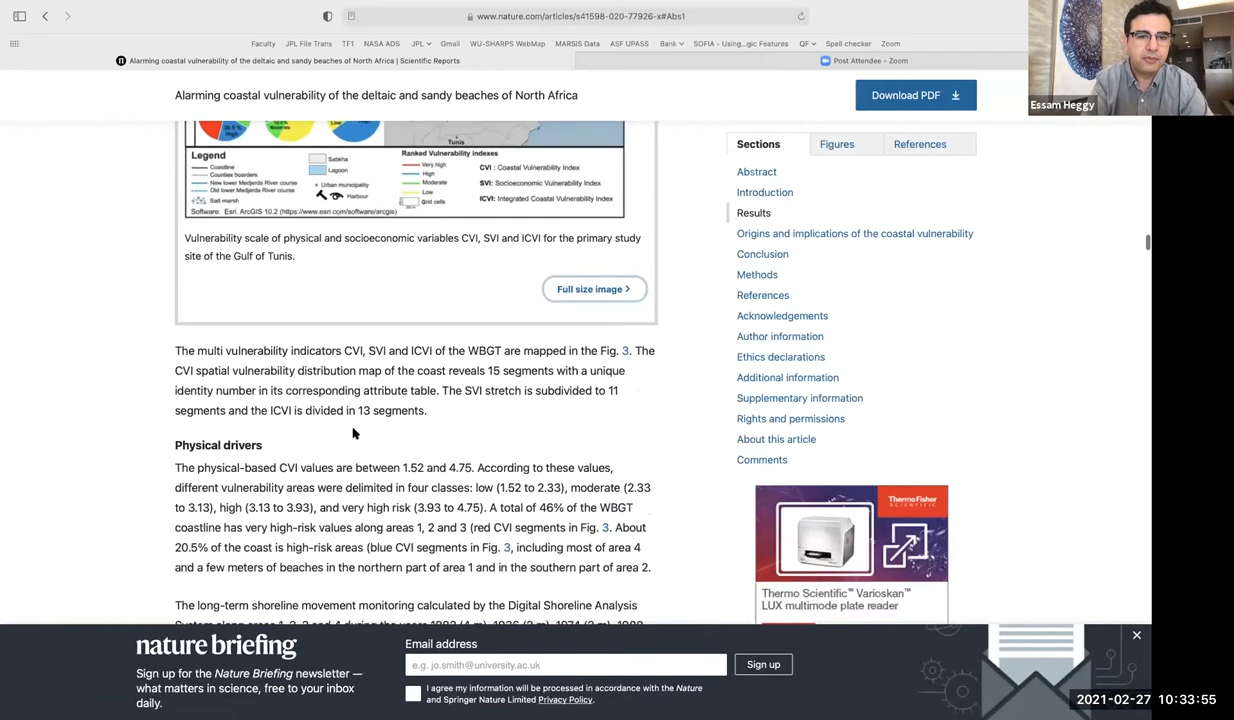 www.nature.com/articles/s41598-020-77926-x#Abs1
Faculty JPL File Trans TF1 NASA ADS JPL Gmail WU-SHARPS WebMap MARSIS Data ASF UPASS Bank SOFIA - Using...gic Features QF Spell checker Zoom
Alarming coastal vulnerability of the deltaic and sandy beaches of North Africa | Scientific Reports
Post Attendee - Zoom
Essam Heggy
Alarming coastal vulnerability of the deltaic and sandy beaches of North Africa
Download PDF
20.5 %
High
Low
Tunis
Legend
Coastline
Counties boarders
New lower Medjerda River course
Old lower Medjerda River course
Salt marsh
Sabkha
Lagoon
+ Urban municipality
Harbour
Ranked Vulnerability indexes
Very high
High
Moderate
Low
Grid cells
CVI : Coastal Vulnerability Index
SVI: Socioeconomic Vulnerability Index
ICVI: Integrated Coastal Vulnerability Index
Software: Esri. ArcGIS 10.2 (https://www.esri.com/software/arcgis)
Vulnerability scale of physical and socioeconomic variables CVI, SVI and ICVI for the primary study
site of the Gulf of Tunis.
Full size image >
The multi vulnerability indicators CVI, SVI and ICVI of the WBGT are mapped in the Fig. 3. The
CVI spatial vulnerability distribution map of the coast reveals 15 segments with a unique
identity number in its corresponding attribute table. The SVI stretch is subdivided to 11
segments and the ICVI is divided in 13 segments.
Physical drivers
The physical-based CVI values are between 1.52 and 4.75. According to these values,
different vulnerability areas were delimited in four classes: low (1.52 to 2.33), moderate (2.33
to 3.13), high (3.13 to 3.93), and very high risk (3.93 to 4.75). A total of 46% of the WBGT
coastline has very high-risk values along areas 1, 2 and 3 (red CVI segments in Fig. 3. About
20.5% of the coast is high-risk areas (blue CVI segments in Fig. 3, including most of area 4
and a few meters of beaches in the northern part of area 1 and in the southern part of area 2.
The long-term shoreline movement monitoring calculated by the Digital Shoreline Analysis
Sections Figures References
Abstract
Introduction
Results
Origins and implications of the coastal vulnerability
Conclusion
Methods
References
Acknowledgements
Author information
Ethics declarations
Additional information
Supplementary information
Rights and permissions
About this article
Comments
ThermoFisher
SCIENTIFIC
Thermo Scientific™ Varioskan™
LUX multimode plate reader
nature briefing
Sign up for the Nature Briefing newsletter —
what matters in science, free to your inbox
daily.
Email address
e.g. jo.smith@university.ac.uk
Sign up
I agree my information will be processed in accordance with the Nature
and Springer Nature Limited Privacy Policy.
2021-02-27 10:33:55